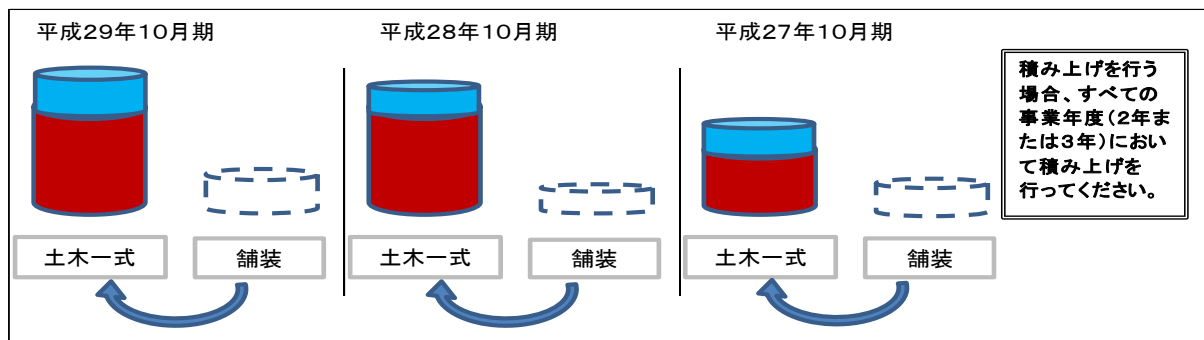 平成29年10月期
平成28年10月期
平成27年10月期
積み上げを行う
場合、すべての
事業年度(2年ま
たは3年)におい
て積み上げを
行ってください。
土木一式
舗装
土木一式
舗装
土木一式
舗装